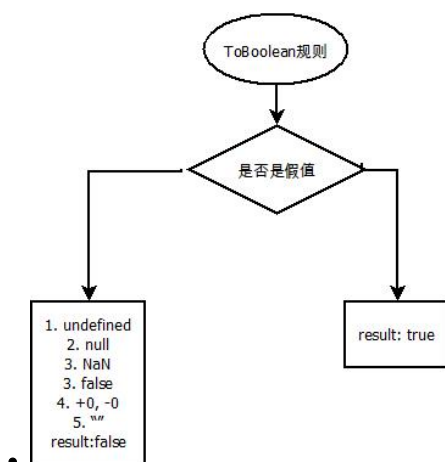 ToBoolean规则
是否是假值
1. undefined
2. null
3. NaN
3. false
4. +0, -0
5. “”
result:false
result: true